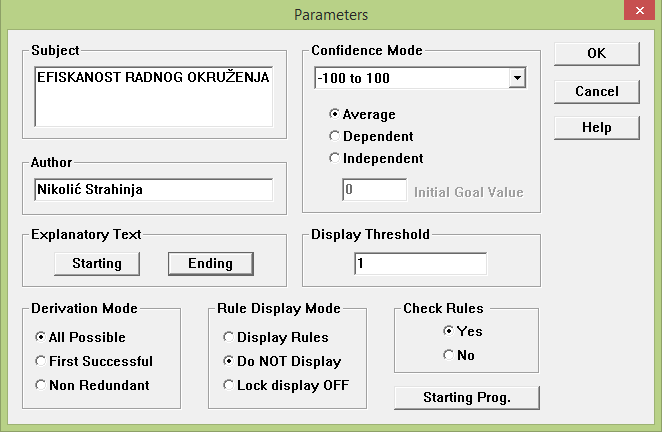 Parameters
Subject
EFISKANOST RADNOG OKRUŽENJA
Author
Nikolić Strahinja
Explanatory Text
Starting
Ending
Confidence Mode
-100 to 100
Average
Dependent
Independent
0 Initial Goal Value
Display Threshold
1
OK
Cancel
Help
Derivation Mode
All Possible
First Successful
Non Redundant
Rule Display Mode
Display Rules
Do NOT Display
Lock display OFF
Check Rules
Yes
No
Starting Prog.